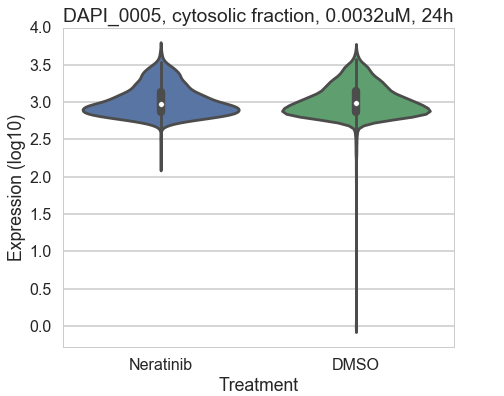 DAPI_0005, cytosolic fraction, 0.0032uM, 24h
Expression (log10)
4.0
3.5
3.0
2.5
2.0
1.5
1.0
0.5
0.0
Neratinib DMSO
Treatment